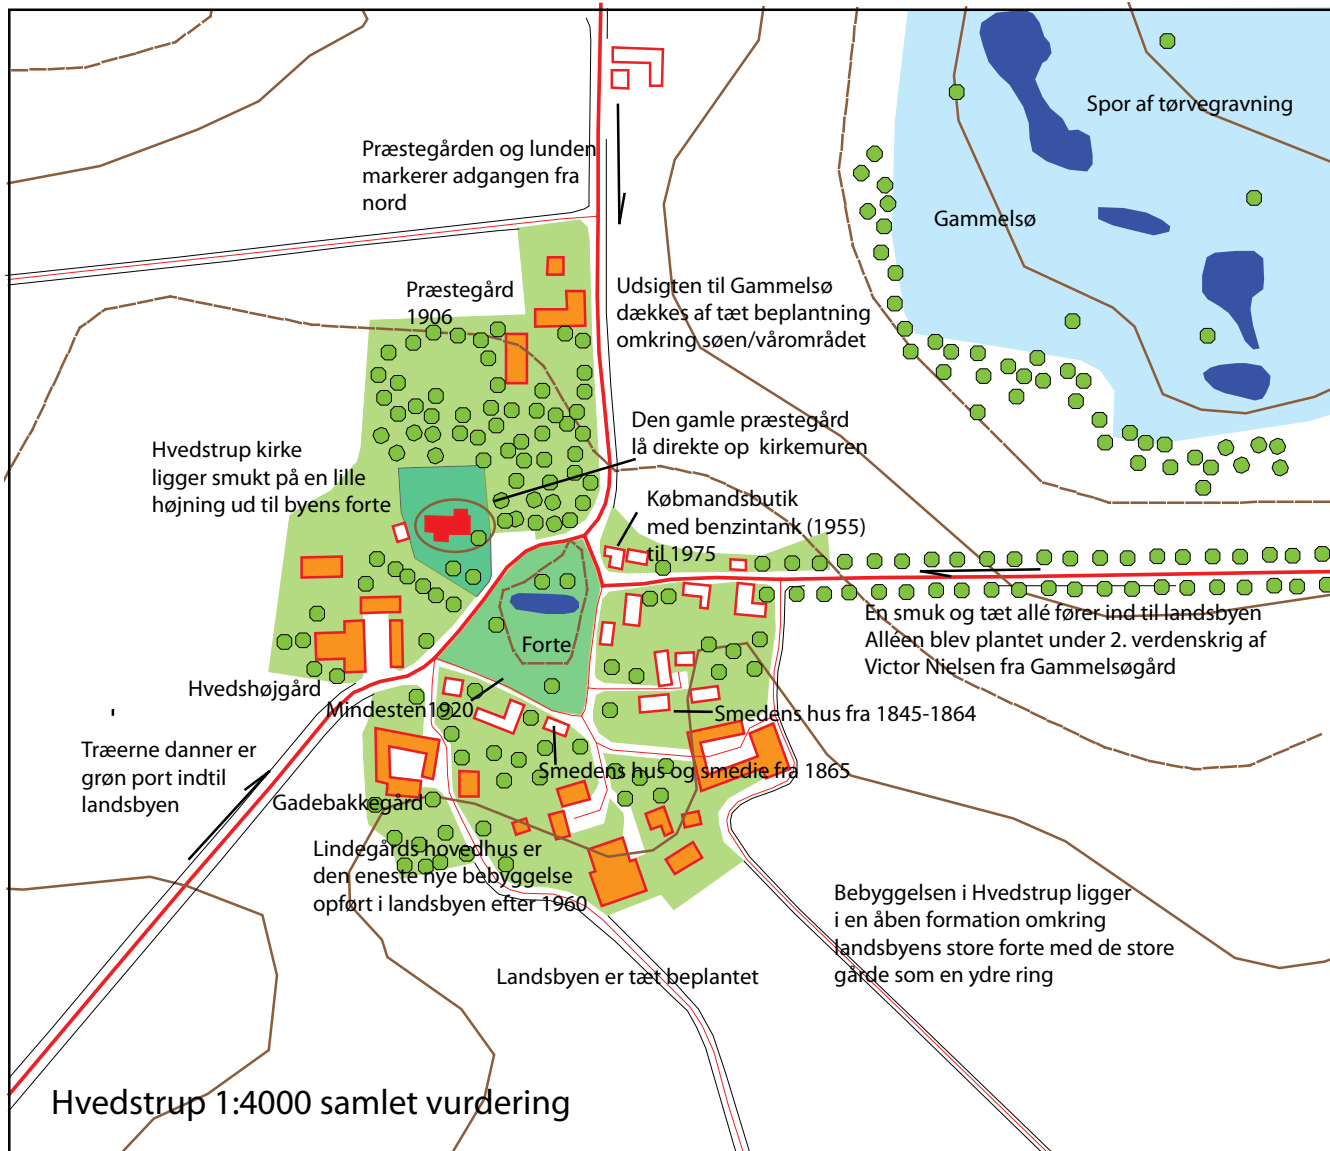 Spor af tørvegravning
Præstegården og lunden
markerer adgangen fra
nord
Gammelsø
Præstegård
1906
Udsigten til Gammelsø
dækkes af tæt beplantning
omkring søen/vårområdet
Den gamle præstegård
lå direkte op kirkemuren
Hvedstrup kirke
ligger smukt på en lille
højning ud til byens forte
Købmandsbutik
med benzintank (1955)
til 1975
En smuk og tæt allé fører ind til landsbyen
Alléen blev plantet under 2. verdenskrig af
Victor Nielsen fra Gammelsøgård
Forte
Hvedshøjgård
Mindesten1920
Smedens hus fra 1845-1864
Træerne danner er
grøn port indtil
landsbyen
Smedens hus og smedie fra 1865
Gadebakkegård
Lindegårds hovedhus er
den eneste nye bebyggelse
opført i landsbyen efter 1960
Bebyggelsen i Hvedstrup ligger
i en åben formation omkring
landsbyens store forte med de store
gårde som en ydre ring
Landsbyen er tæt beplantet
Hvedstrup 1:4000 samlet vurdering